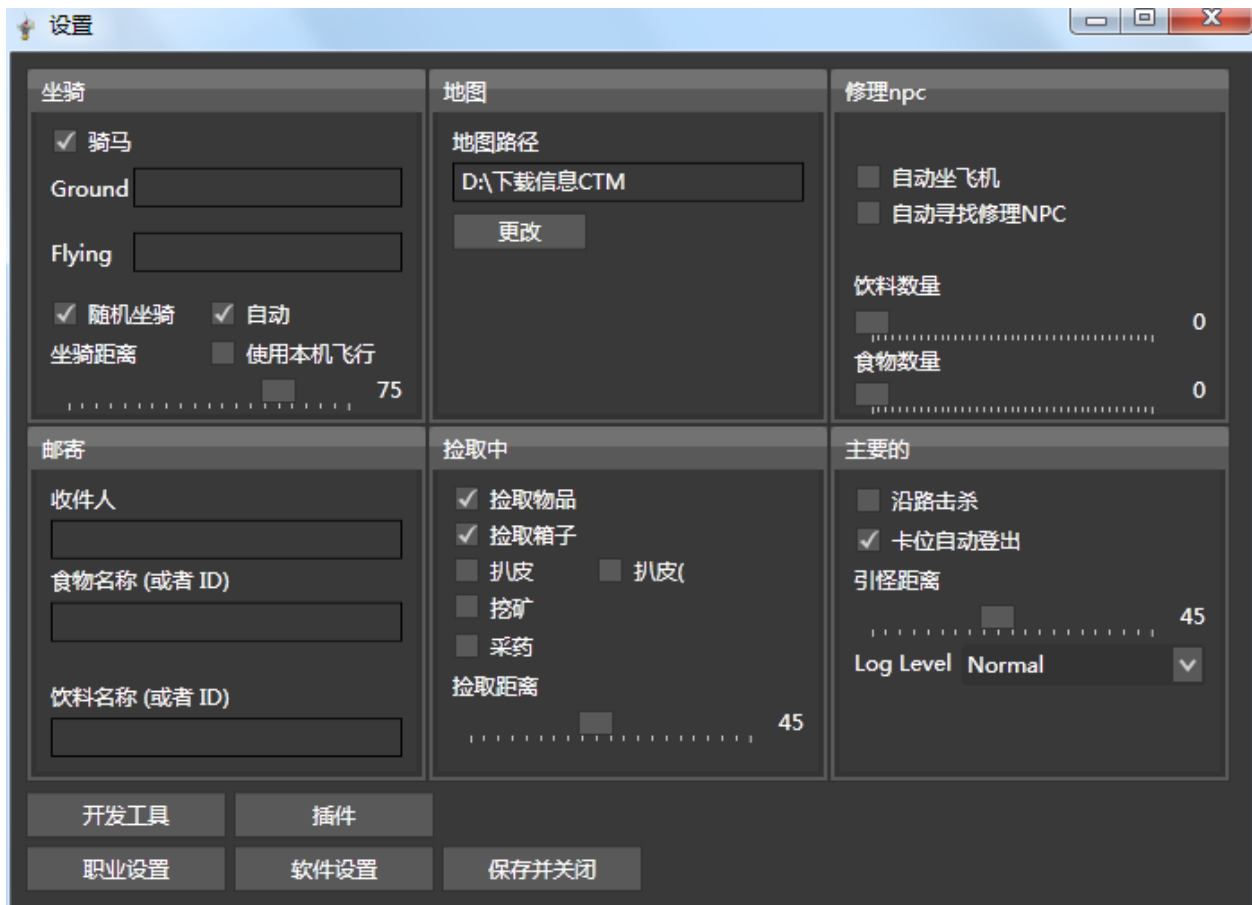 设置
坐骑
骑马
Ground
Flying
随机坐骑 自动
坐骑距离 使用本机飞行
75
地图
地图路径
D:\下载信息CTM
更改
修理npc
自动坐飞机
自动寻找修理NPC
饮料数量
0
食物数量
0
邮寄
收件人
食物名称 (或者 ID)
饮料名称 (或者 ID)
捡取中
捡取物品
捡取箱子
扒皮 扒皮(
挖矿
采药
捡取距离
45
主要的
沿路击杀
卡位自动登出
引怪距离
45
Log Level Normal
开发工具 插件
职业设置 软件设置 保存并关闭